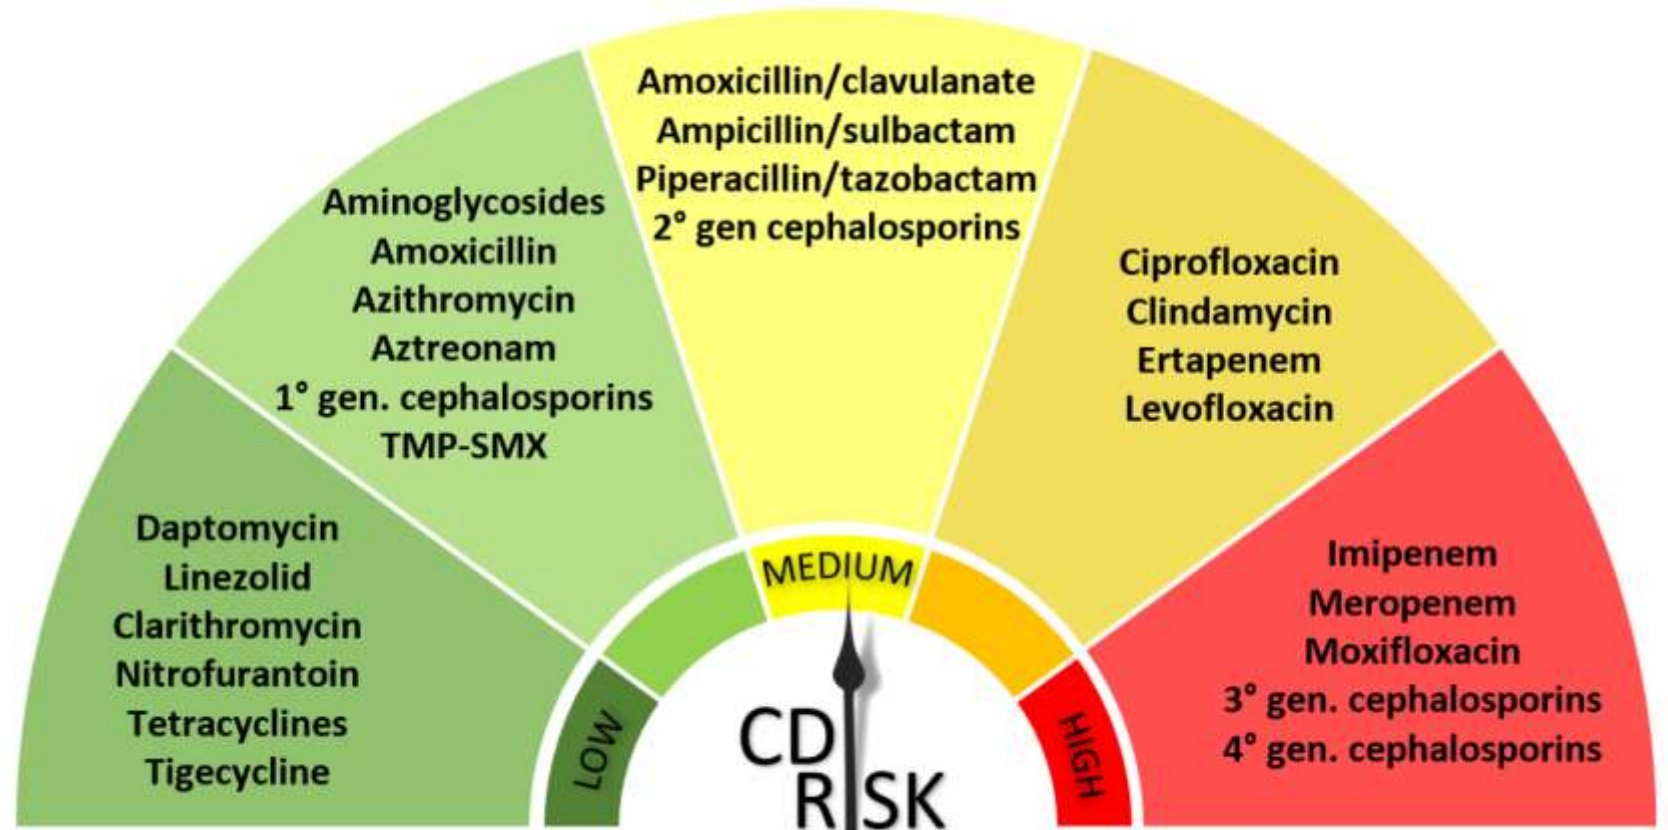 Daptomycin
Linezolid
Clarithromycin
Nitrofurantoin
Tetracyclines
Tigecycline
Aminoglycosides
Amoxicillin
Azithromycin
Aztreonam
1° gen. cephalosporins
TMP-SMX
Amoxicillin/clavulanate
Ampicillin/sulbactam
Piperacillin/tazobactam
2° gen cephalosporins
Ciprofloxacin
Clindamycin
Ertapenem
Levofloxacin
Imipenem
Meropenem
Moxifloxacin
3° gen. cephalosporins
4° gen. cephalosporins
LOW
MEDIUM
HIGH
CD
RISK